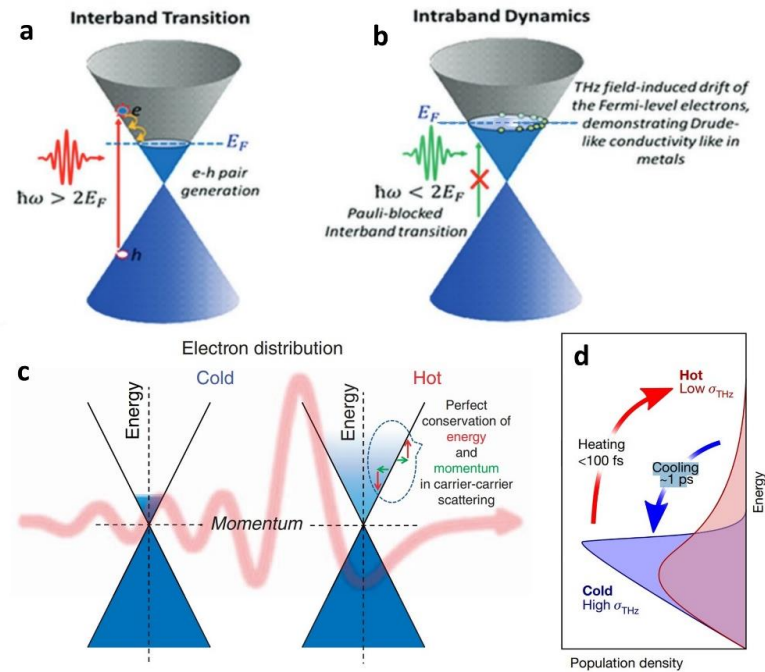 a
Interband Transition
e
E_F
ħω > 2E_F
e-h pair
generation
h
b
Intraband Dynamics
E_F
THz field-induced drift of
the Fermi-level electrons,
demonstrating Drude-
like conductivity like in
metals
ħω < 2E_F
Pauli-blocked
Interband transition
c
Electron distribution
Energy
Cold
Energy
Hot
Perfect
conservation of
energy
and
momentum
in carrier-carrier
scattering
Momentum
d
Hot
Low σ_THz
Heating
<100 fs
Cooling
~1 ps
Cold
High σ_THz
Energy
Population density